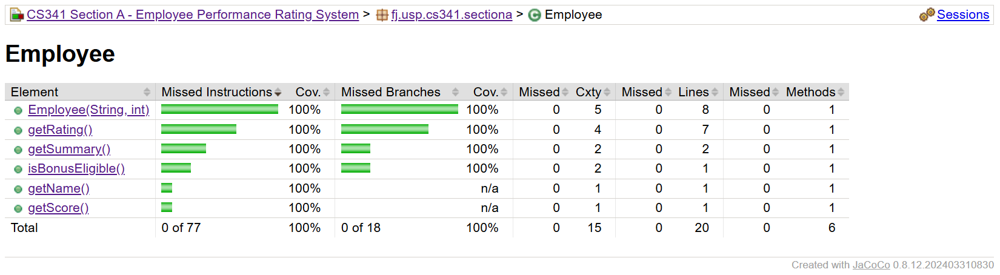 CS341 Section A - Employee Performance Rating System > fj.usp.cs341.sectiona > Employee Sessions
Employee
Element Missed Instructions Cov. Missed Branches Cov. Missed Cxty Missed Lines Missed Methods
Employee(String, int) 100% 100% 0 5 0 8 0 1
getRating() 100% 100% 0 4 0 7 0 1
getSummary() 100% 100% 0 2 0 2 0 1
isBonusEligible() 100% 100% 0 2 0 1 0 1
getName() 100% n/a 0 1 0 1 0 1
getScore() 100% n/a 0 1 0 1 0 1
Total 0 of 77 100% 0 of 18 100% 0 15 0 20 0 6
Created with JaCoCo 0.8.12.202403310830